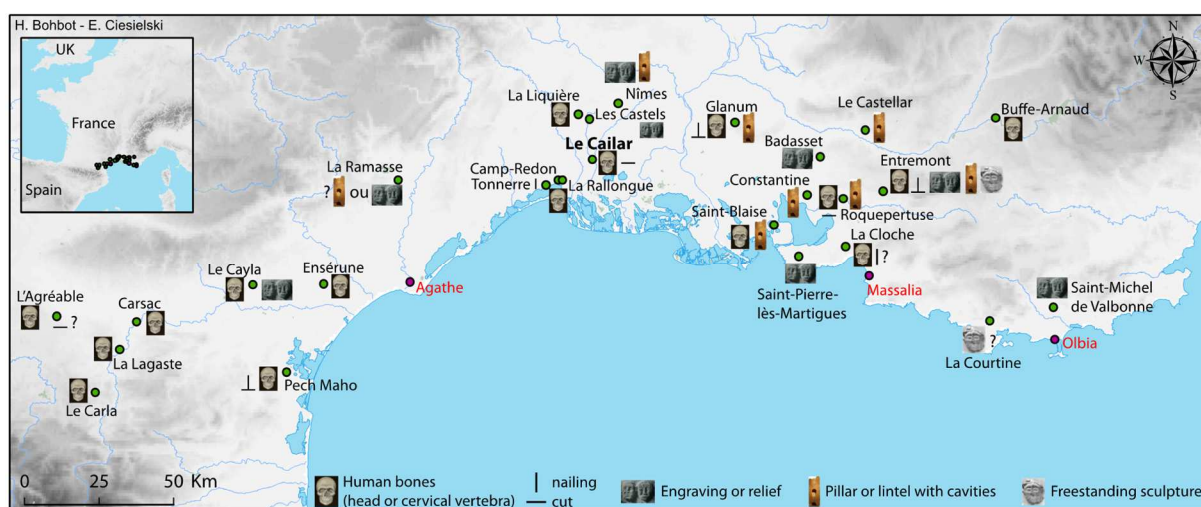 H. Bohbot - E. Ciesielski
UK
France
Spain
N
W
E
S
Nîmes
La Liquière
Les Castels
Glanum
Le Castellar
Buffe-Arnaud
Le Cailar
Badasset
La Ramasse
? ou
Camp-Redon
Tonnerre I
La Rallongue
Constantine
Entremont
Saint-Blaise
Roquepertuse
La Cloche
?
Le Cayla
Ensérune
Agathe
Massalia
Saint-Pierre-
lès-Martigues
Saint-Michel
de Valbonne
L'Agréable
?
Carsac
La Lagaste
Olbia
?
La Courtine
Pech Maho
Le Carla
0 25 50 Km
Human bones
(head or cervical vertebra)
nailing
cut
Engraving or relief
Pillar or lintel with cavities
Freestanding sculpture